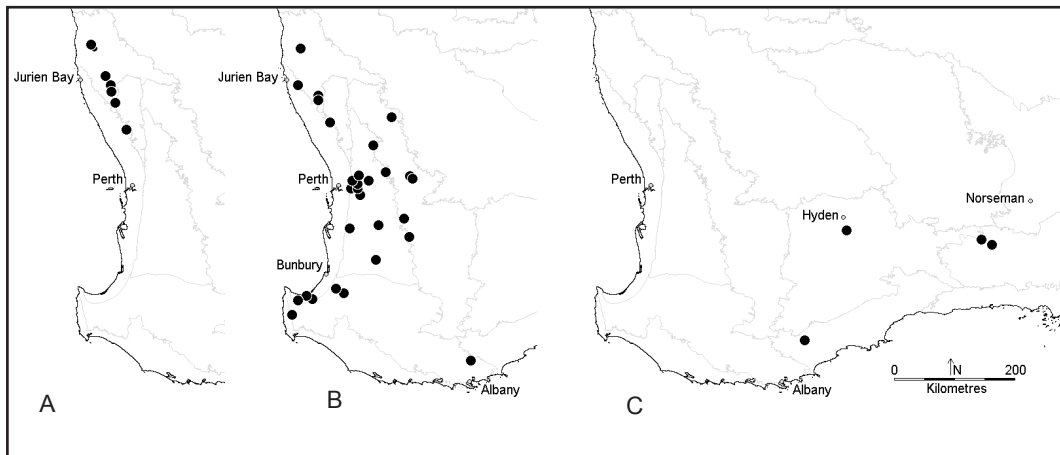 Jurien Bay
Perth
A
Jurien Bay
Perth
Bunbury
Albany
B
Perth
Hyden
Norseman
Albany
C
N
0 200
Kilometres